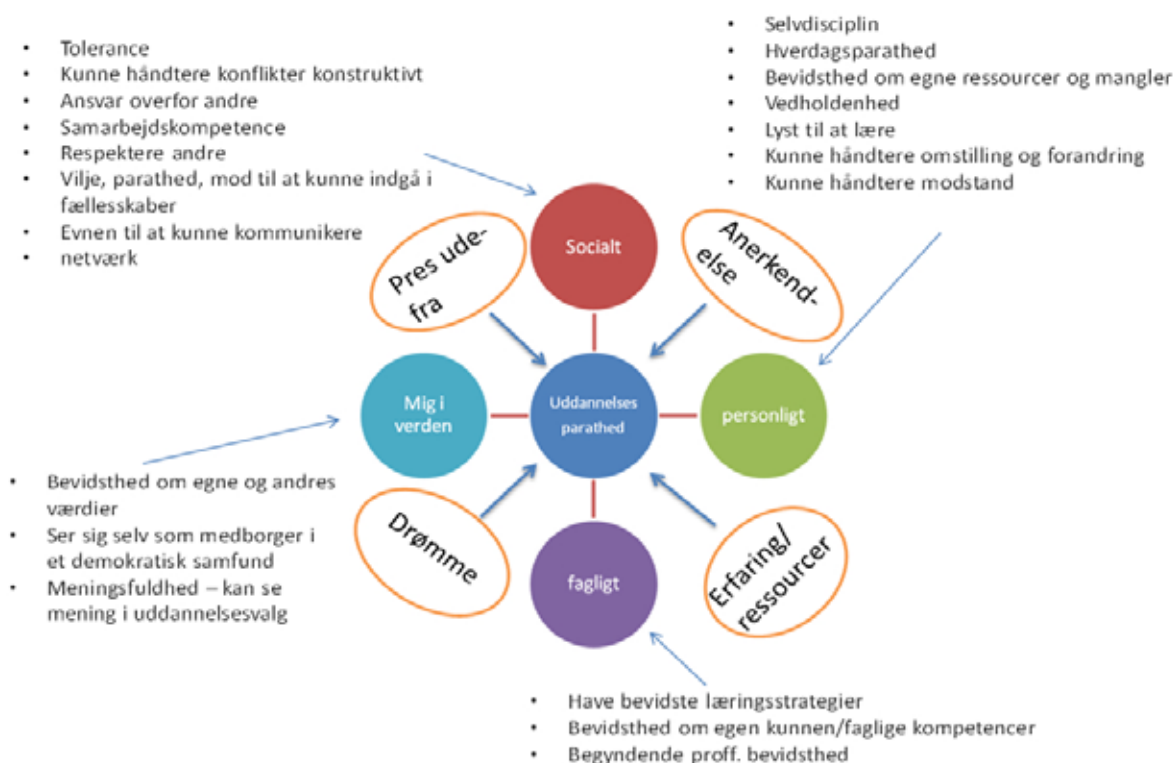 • Tolerance
• Kunne håndtere konflikter konstruktivt
• Ansvar overfor andre
• Samarbejdskompetence
• Respektere andre
• Vilje, parathed, mod til at kunne indgå i
fællesskaber
• Evnen til at kunne kommunikere
• netværk
• Selvdisciplin
• Hverdagsparathed
• Bevidsthed om egne ressourcer og mangler
• Vedholdenhed
• Lyst til at lære
• Kunne håndtere omstilling og forandring
• Kunne håndtere modstand
Pres ude-
fra
Socialt
Anerkend-
else
Mig i
verden
Uddannelses
parathed
personligt
Drømme
fagligt
Erfaring/
ressourcer
• Bevidsthed om egne og andres
værdier
• Ser sig selv som medborger i
et demokratisk samfund
• Meningsfuldhed – kan se
mening i uddannelsesvalg
• Have bevidste læringsstrategier
• Bevidsthed om egen kunnen/faglige kompetencer
• Begyndende proff. bevidsthed